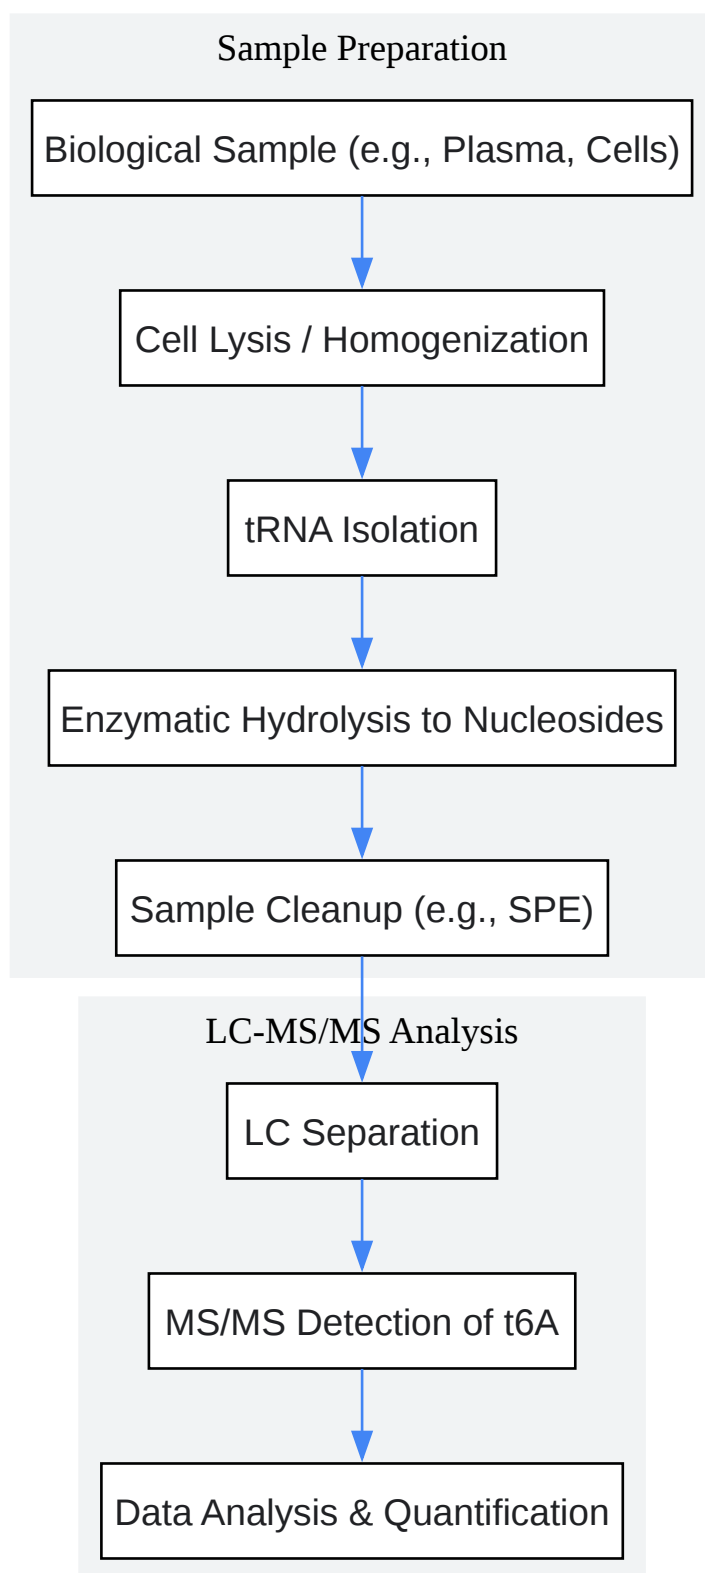 Sample Preparation
Biological Sample (e.g., Plasma, Cells)
Cell Lysis / Homogenization
tRNA Isolation
Enzymatic Hydrolysis to Nucleosides
Sample Cleanup (e.g., SPE)
LC-MS/MS Analysis
LC Separation
MS/MS Detection of t6A
Data Analysis & Quantification